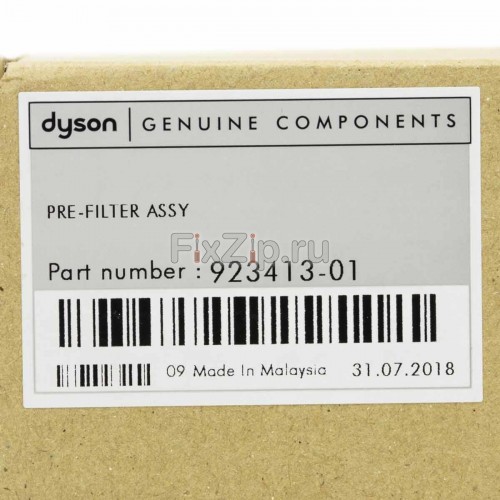 dyson | GENUINE COMPONENTS
PRE-FILTER ASSY
FixZip.ru
Part number : 923413-01
09 Made In Malaysia 31.07.2018